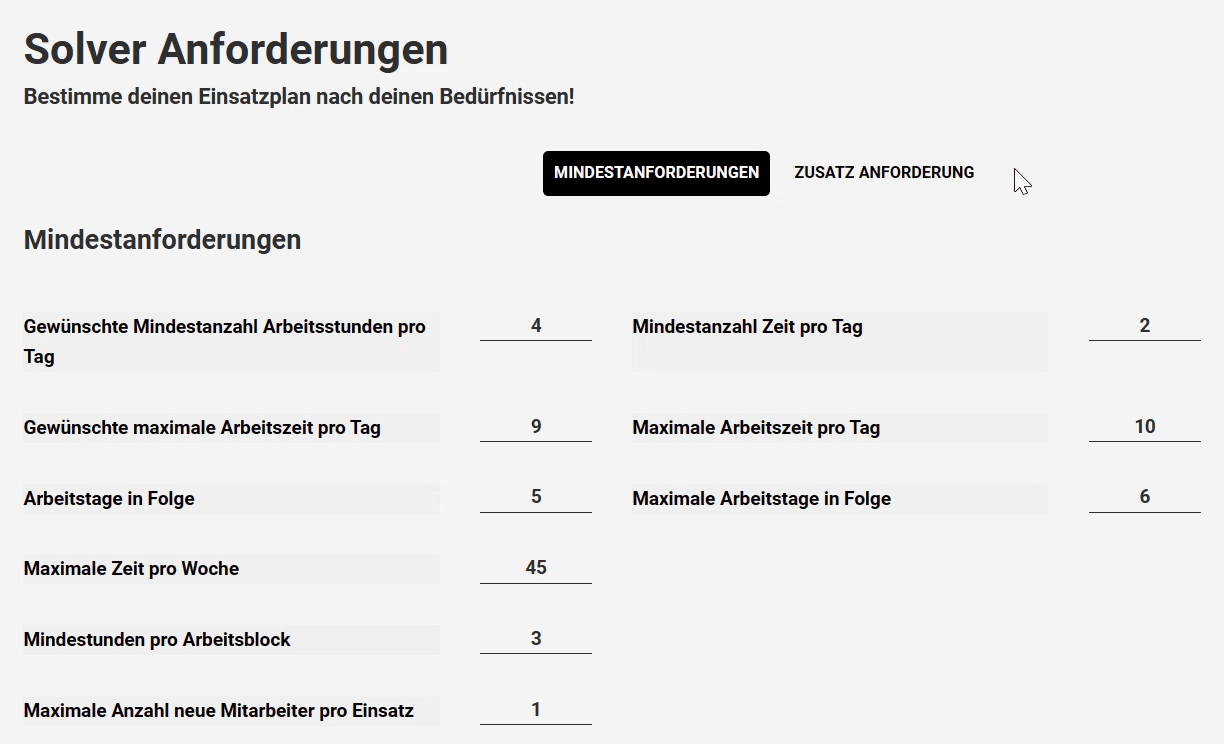 Solver Anforderungen
Bestimme deinen Einsatzplan nach deinen Bedürfnissen!
MINDESTANFORDERUNGEN ZUSATZ ANFORDERUNG
Mindestanforderungen
Gewünschte Mindestanzahl Arbeitsstunden pro
Tag
4
Mindestanzahl Zeit pro Tag
2
Gewünschte maximale Arbeitszeit pro Tag
9
Maximale Arbeitszeit pro Tag
10
Arbeitstage in Folge
5
Maximale Arbeitstage in Folge
6
Maximale Zeit pro Woche
45
Mindestunden pro Arbeitsblock
3
Maximale Anzahl neue Mitarbeiter pro Einsatz
1